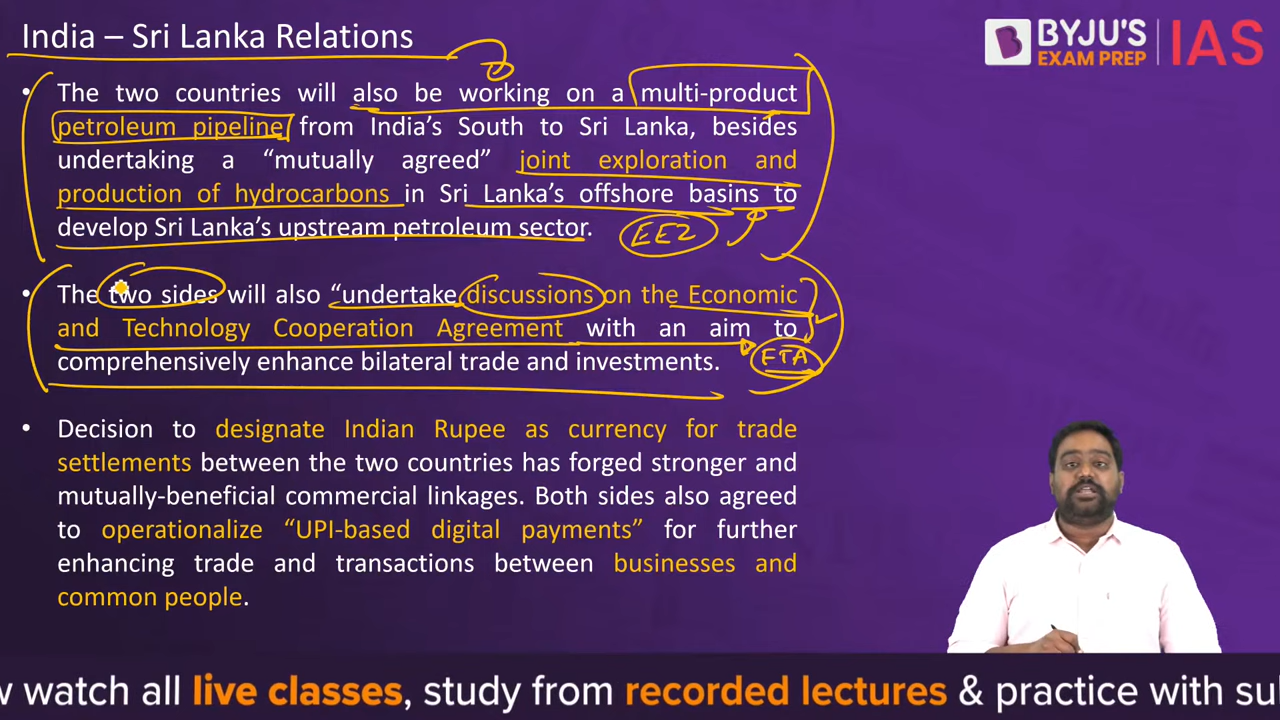 India – Sri Lanka Relations
BYJU'S
EXAM PREP
IAS
• The two countries will also be working on a multi-product
petroleum pipeline from India's South to Sri Lanka, besides
undertaking a “mutually agreed” joint exploration and
production of hydrocarbons in Sri Lanka's offshore basins to
develop Sri Lanka's upstream petroleum sector.
EEZ
• The two sides will also “undertake discussions on the Economic
and Technology Cooperation Agreement with an aim to
comprehensively enhance bilateral trade and investments.
FTA
• Decision to designate Indian Rupee as currency for trade
settlements between the two countries has forged stronger and
mutually-beneficial commercial linkages. Both sides also agreed
to operationalize “UPI-based digital payments” for further
enhancing trade and transactions between businesses and
common people.
w watch all live classes, study from recorded lectures & practice with su